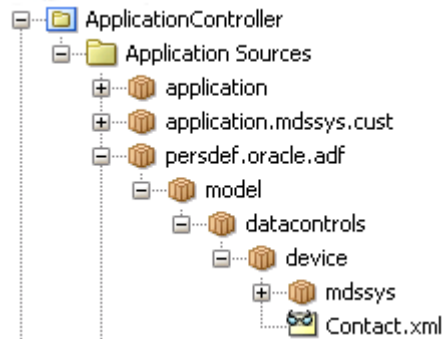 ApplicationController
Application Sources
application
application.mdssys.cust
persdef.oracle.adf
model
datacontrols
device
mdssys
Contact.xml